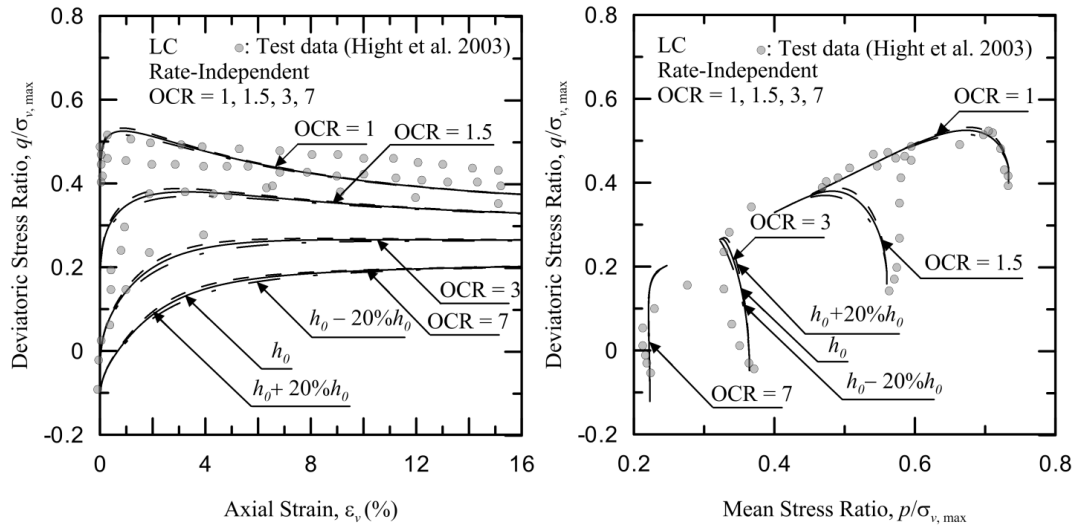 LC : Test data (Hight et al. 2003)
Rate-Independent
OCR = 1, 1.5, 3, 7
OCR = 1
OCR = 1.5
OCR = 3
OCR = 7
h0 − 20%h0
h0
h0 + 20%h0
0.8
0.6
0.4
0.2
0
-0.2
0 4 8 12 16
Deviatoric Stress Ratio, q/σv, max
Axial Strain, εv (%)
LC : Test data (Hight et al. 2003)
Rate-Independent
OCR = 1, 1.5, 3, 7
OCR = 1
OCR = 3
OCR = 1.5
h0+20%h0
h0
h0 − 20%h0
OCR = 7
0.8
0.6
0.4
0.2
0
-0.2
0.2 0.4 0.6 0.8
Deviatoric Stress Ratio, q/σv, max
Mean Stress Ratio, p/σv, max